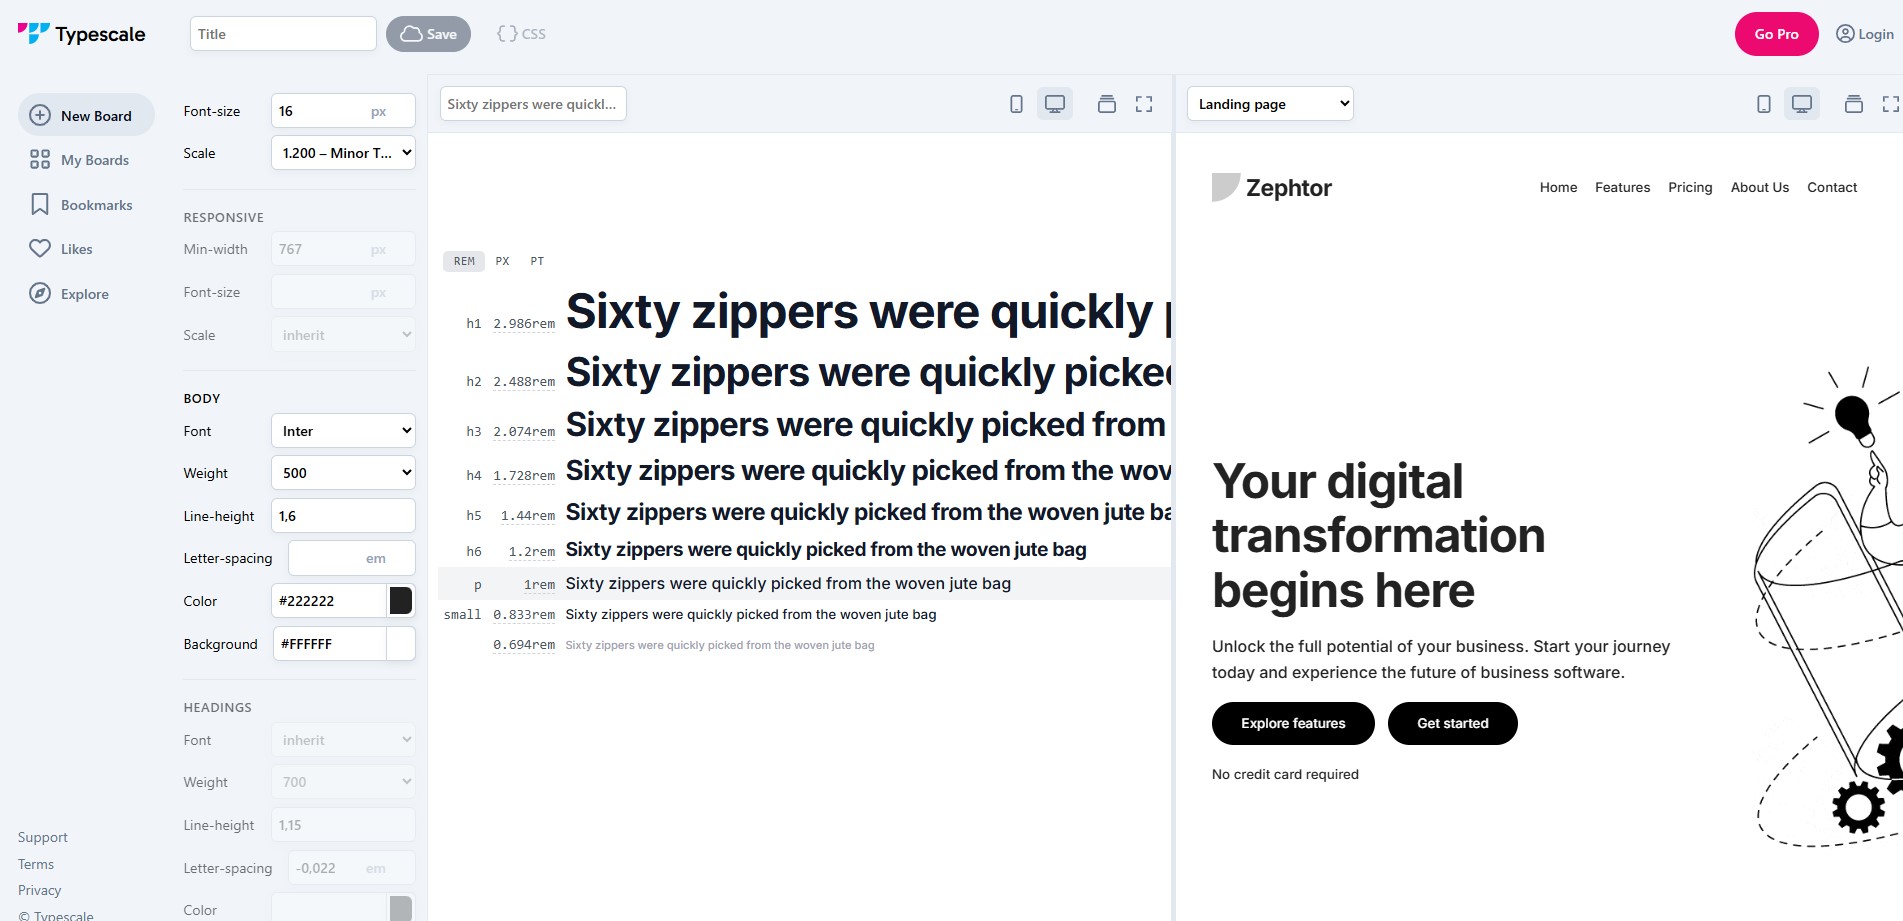 Typescale
Title
Save
CSS
Go Pro
Login
New Board
My Boards
Bookmarks
Likes
Explore
Support
Terms
Privacy
© Typescale
Font-size 16 px
Scale 1.200 – Minor T...
RESPONSIVE
Min-width 767 px
Font-size px
Scale inherit
BODY
Font Inter
Weight 500
Line-height 1,6
Letter-spacing em
Color #222222
Background #FFFFFF
HEADINGS
Font inherit
Weight 700
Line-height 1,15
Letter-spacing -0,022 em
Color
Sixty zippers were quickl...
REM PX PT
h1 2.986rem Sixty zippers were quickly
h2 2.488rem Sixty zippers were quickly picke
h3 2.074rem Sixty zippers were quickly picked from
h4 1.728rem Sixty zippers were quickly picked from the wov
h5 1.44rem Sixty zippers were quickly picked from the woven jute ba
h6 1.2rem Sixty zippers were quickly picked from the woven jute bag
p 1rem Sixty zippers were quickly picked from the woven jute bag
small 0.833rem Sixty zippers were quickly picked from the woven jute bag
0.694rem Sixty zippers were quickly picked from the woven jute bag
Landing page
Zephtor
Home Features Pricing About Us Contact
Your digital
transformation
begins here
Unlock the full potential of your business. Start your journey
today and experience the future of business software.
Explore features
Get started
No credit card required